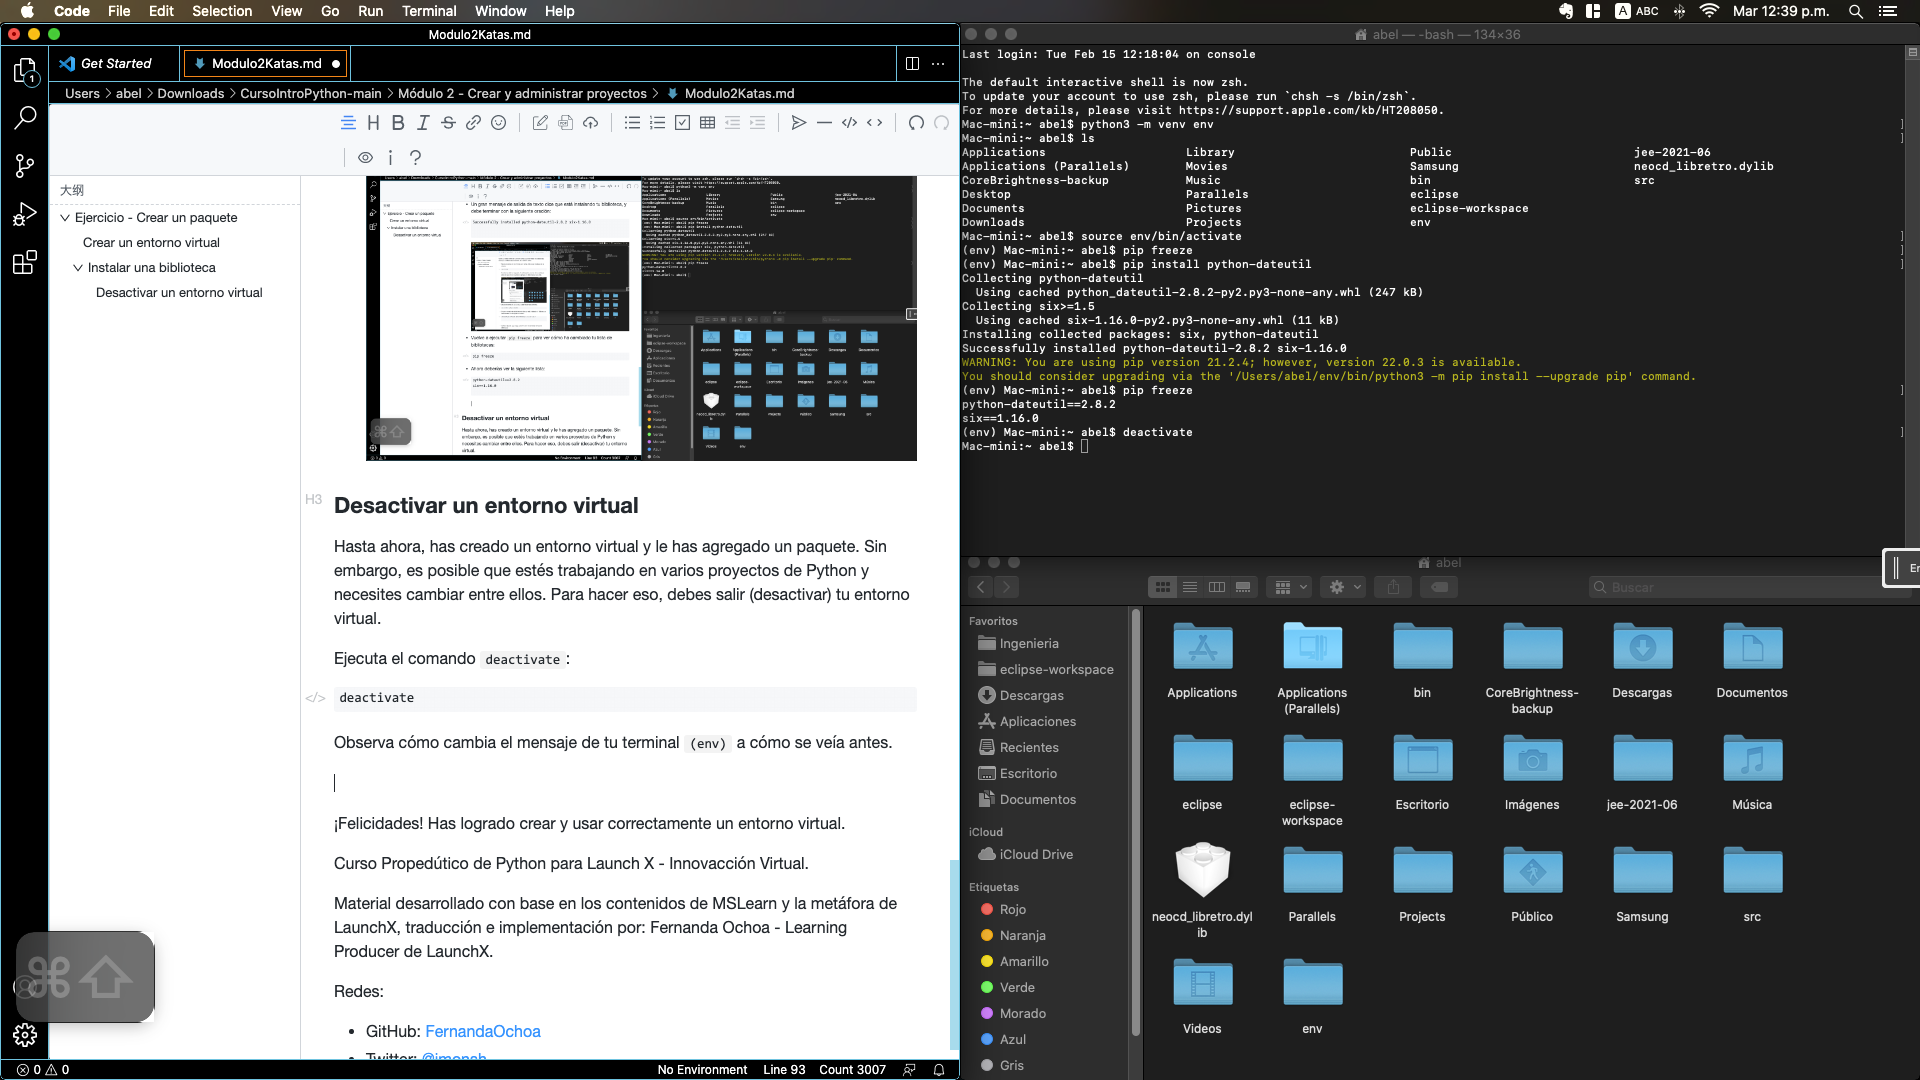 Code File Edit Selection View Go Run Terminal Window Help
A ABC Mar 12:39 p.m.
Modulo2Katas.md
Get Started
Modulo2Katas.md
Users > abel > Downloads > CursoIntroPython-main > Módulo 2 - Crear y administrar proyectos > Modulo2Katas.md
大纲
Ejercicio - Crear un paquete
Crear un entorno virtual
Instalar una biblioteca
Desactivar un entorno virtual
H3
Desactivar un entorno virtual
Hasta ahora, has creado un entorno virtual y le has agregado un paquete. Sin
embargo, es posible que estés trabajando en varios proyectos de Python y
necesites cambiar entre ellos. Para hacer eso, debes salir (desactivar) tu entorno
virtual.
Ejecuta el comando deactivate :
deactivate
Observa cómo cambia el mensaje de tu terminal (env) a cómo se veía antes.
¡Felicidades! Has logrado crear y usar correctamente un entorno virtual.
Curso Propedútico de Python para Launch X - Innovacción Virtual.
Material desarrollado con base en los contenidos de MSLearn y la metáfora de
LaunchX, traducción e implementación por: Fernanda Ochoa - Learning
Producer de LaunchX.
Redes:
• GitHub: FernandaOchoa
0 0 No Environment Line 93 Count 3007
abel — -bash — 134×36
Last login: Tue Feb 15 12:18:04 on console
The default interactive shell is now zsh.
To update your account to use zsh, please run `chsh -s /bin/zsh`.
For more details, please visit https://support.apple.com/kb/HT208050.
Mac-mini:~ abel$ python3 -m venv env
Mac-mini:~ abel$ ls
Applications Library Public jee-2021-06
Applications (Parallels) Movies Samsung neocd_libretro.dylib
CoreBrightness-backup Music bin src
Desktop Parallels eclipse
Documents Pictures eclipse-workspace
Downloads Projects env
Mac-mini:~ abel$ source env/bin/activate
(env) Mac-mini:~ abel$ pip freeze
(env) Mac-mini:~ abel$ pip install python-dateutil
Collecting python-dateutil
Using cached python_dateutil-2.8.2-py2.py3-none-any.whl (247 kB)
Collecting six>=1.5
Using cached six-1.16.0-py2.py3-none-any.whl (11 kB)
Installing collected packages: six, python-dateutil
Successfully installed python-dateutil-2.8.2 six-1.16.0
WARNING: You are using pip version 21.2.4; however, version 22.0.3 is available.
You should consider upgrading via the '/Users/abel/env/bin/python3 -m pip install --upgrade pip' command.
(env) Mac-mini:~ abel$ pip freeze
python-dateutil==2.8.2
six==1.16.0
(env) Mac-mini:~ abel$ deactivate
Mac-mini:~ abel$
abel
Buscar
Favoritos
Ingenieria
eclipse-workspace
Descargas
Aplicaciones
Recientes
Escritorio
Documentos
iCloud
iCloud Drive
Etiquetas
Rojo
Naranja
Amarillo
Verde
Morado
Azul
Gris
Applications Applications (Parallels) bin CoreBrightness-backup Descargas Documentos
eclipse eclipse-workspace Escritorio Imágenes jee-2021-06 Música
neocd_libretro.dylib Parallels Projects Público Samsung src
Videos env